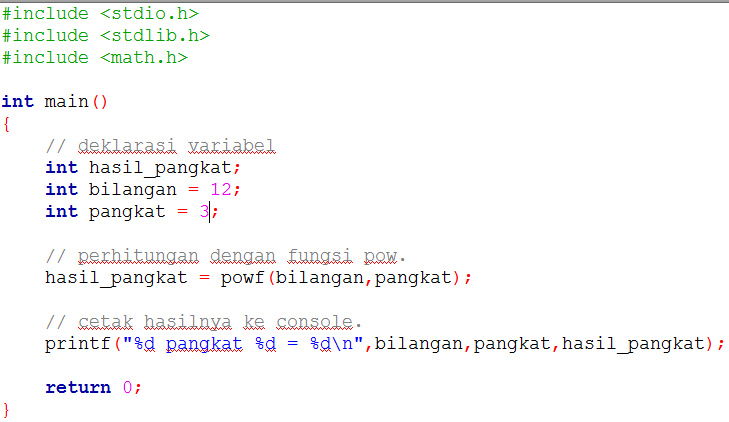 #include <stdio.h>
#include <stdlib.h>
#include <math.h>
int main()
{
// deklarasi variabel
int hasil_pangkat;
int bilangan = 12;
int pangkat = 3;
// perhitungan dengan fungsi pow.
hasil_pangkat = powf(bilangan,pangkat);
// cetak hasilnya ke console.
printf("%d pangkat %d = %d\n",bilangan,pangkat,hasil_pangkat);
return 0;
}